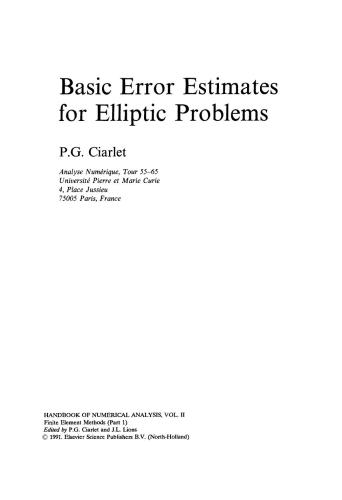 Basic Error Estimates
for Elliptic Problems
P.G. Ciarlet
Analyse Numérique, Tour 55–65
Université Pierre et Marie Curie
4, Place Jussieu
75005 Paris, France
HANDBOOK OF NUMERICAL ANALYSIS, VOL. II
Finite Element Methods (Part 1)
Edited by P.G. Ciarlet and J.L. Lions
© 1991. Elsevier Science Publishers B.V. (North-Holland)